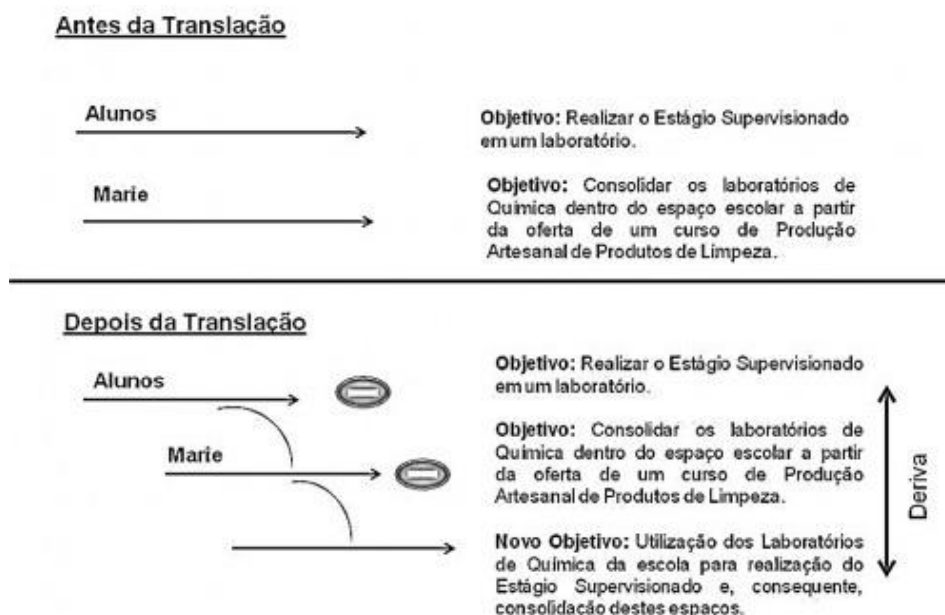 Antes da Translação
Alunos
Objetivo: Realizar o Estágio Supervisionado
em um laboratório.
Marie
Objetivo: Consolidar os laboratórios de
Química dentro do espaço escolar a partir
da oferta de um curso de Produção
Artesanal de Produtos de Limpeza.
Depois da Translação
Alunos
Objetivo: Realizar o Estágio Supervisionado
em um laboratório.
Marie
Objetivo: Consolidar os laboratórios de
Química dentro do espaço escolar a partir
da oferta de um curso de Produção
Artesanal de Produtos de Limpeza.
Novo Objetivo: Utilização dos Laboratórios
de Química da escola para realização do
Estágio Supervisionado e, consequente,
consolidação destes espaços.
Deriva